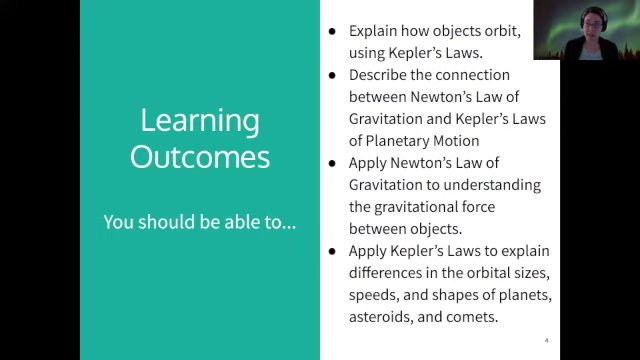 Learning
Outcomes
You should be able to...
● Explain how objects orbit,
using Kepler's Laws.
● Describe the connection
between Newton's Law of
Gravitation and Kepler's Laws
of Planetary Motion
● Apply Newton's Law of
Gravitation to understanding
the gravitational force
between objects.
● Apply Kepler's Laws to explain
differences in the orbital sizes,
speeds, and shapes of planets,
asteroids, and comets.
4